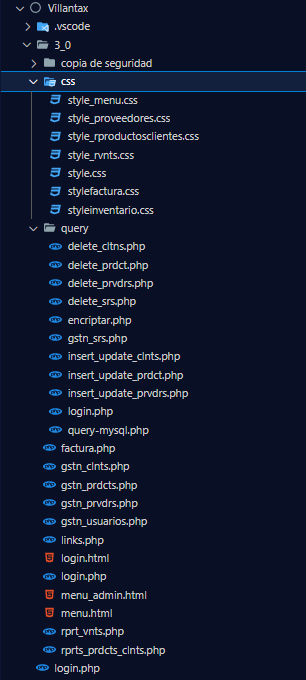 Villantax
.vscode
3_0
copia de seguridad
css
style_menu.css
style_proveedores.css
style_rproductosclientes.css
style_rvnts.css
style.css
stylefactura.css
styleinventario.css
query
delete_cltns.php
delete_prdct.php
delete_prvdrs.php
delete_srs.php
encriptar.php
gstn_srs.php
insert_update_clnts.php
insert_update_prdct.php
insert_update_prvdrs.php
login.php
query-mysql.php
factura.php
gstn_clnts.php
gstn_prdcts.php
gstn_prvdrs.php
gstn_usuarios.php
links.php
login.html
login.php
menu_admin.html
menu.html
rprt_vnts.php
rprts_prdcts_clnts.php
login.php